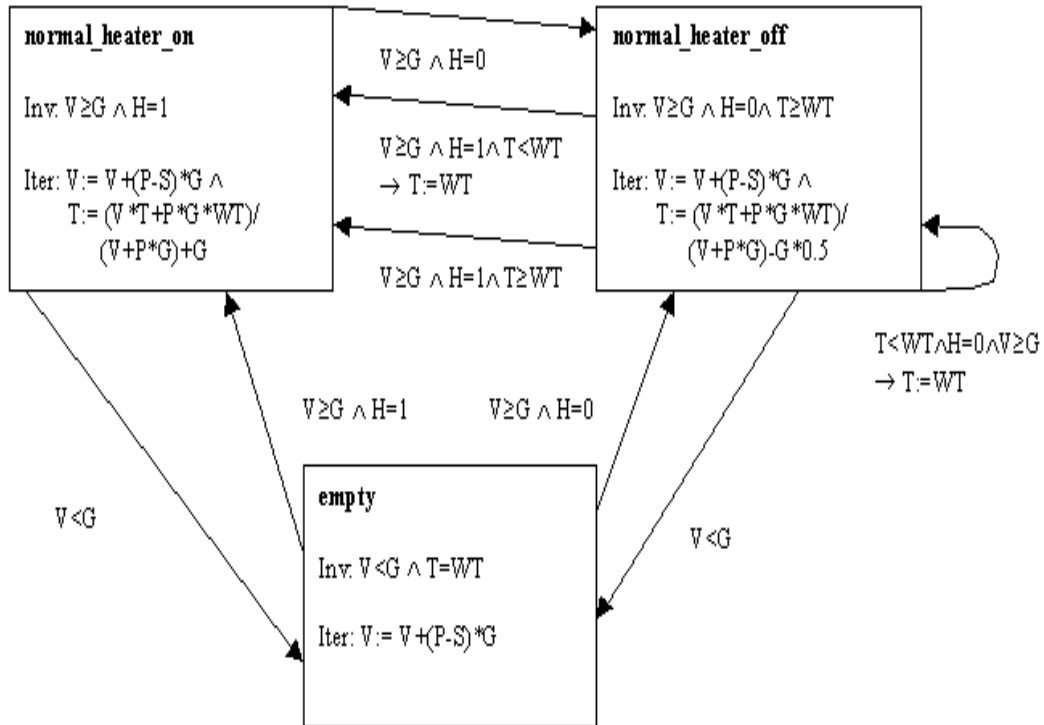 normal_heater_on
Inv: V≥G ∧ H=1
Iter: V:= V+(P-S)*G ∧
T:= (V*T+P*G*WT)/
(V+P*G)+G
V≥G ∧ H=0
V≥G ∧ H=1∧ T<WT
→ T:=WT
V≥G ∧ H=1∧T≥WT
normal_heater_off
Inv: V≥G ∧ H=0∧ T≥WT
Iter: V:= V+(P-S)*G ∧
T:= (V*T+P*G*WT)/
(V+P*G)-G*0.5
T<WT∧H=0∧V≥G
→ T:=WT
V≥G ∧ H=1
V≥G ∧ H=0
V<G
V<G
empty
Inv: V<G ∧ T=WT
Iter: V:= V+(P-S)*G